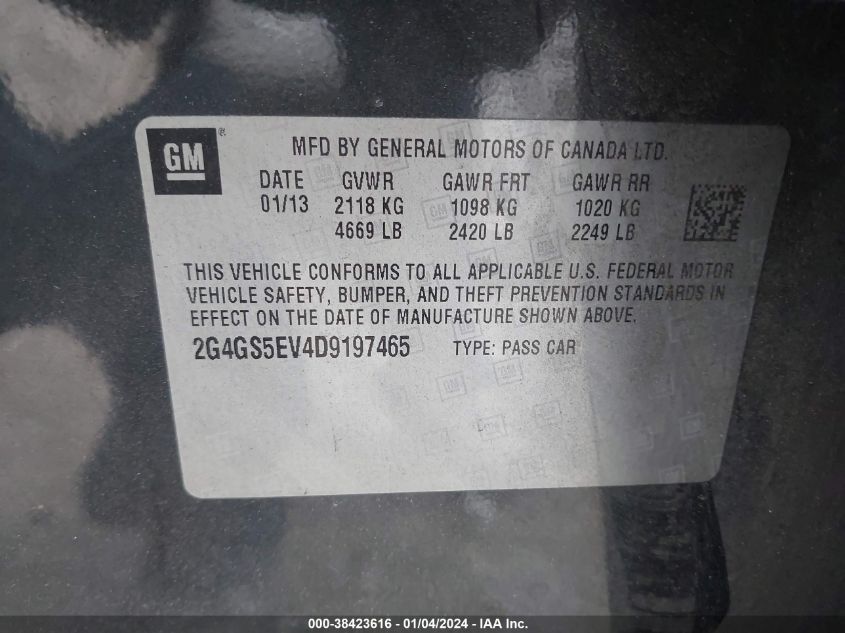 GM ®
MFD BY GENERAL MOTORS OF CANADA LTD.
DATE GVWR GAWR FRT GAWR RR
01/13 2118 KG 1098 KG 1020 KG
4669 LB 2420 LB 2249 LB
THIS VEHICLE CONFORMS TO ALL APPLICABLE U.S. FEDERAL MOTOR
VEHICLE SAFETY, BUMPER, AND THEFT PREVENTION STANDARDS IN
EFFECT ON THE DATE OF MANUFACTURE SHOWN ABOVE.
2G4GS5EV4D9197465 TYPE: PASS CAR
000-38423616 - 01/04/2024 - IAA Inc.